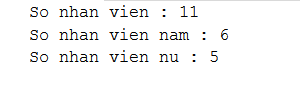 So nhan vien : 11
So nhan vien nam : 6
So nhan vien nu : 5